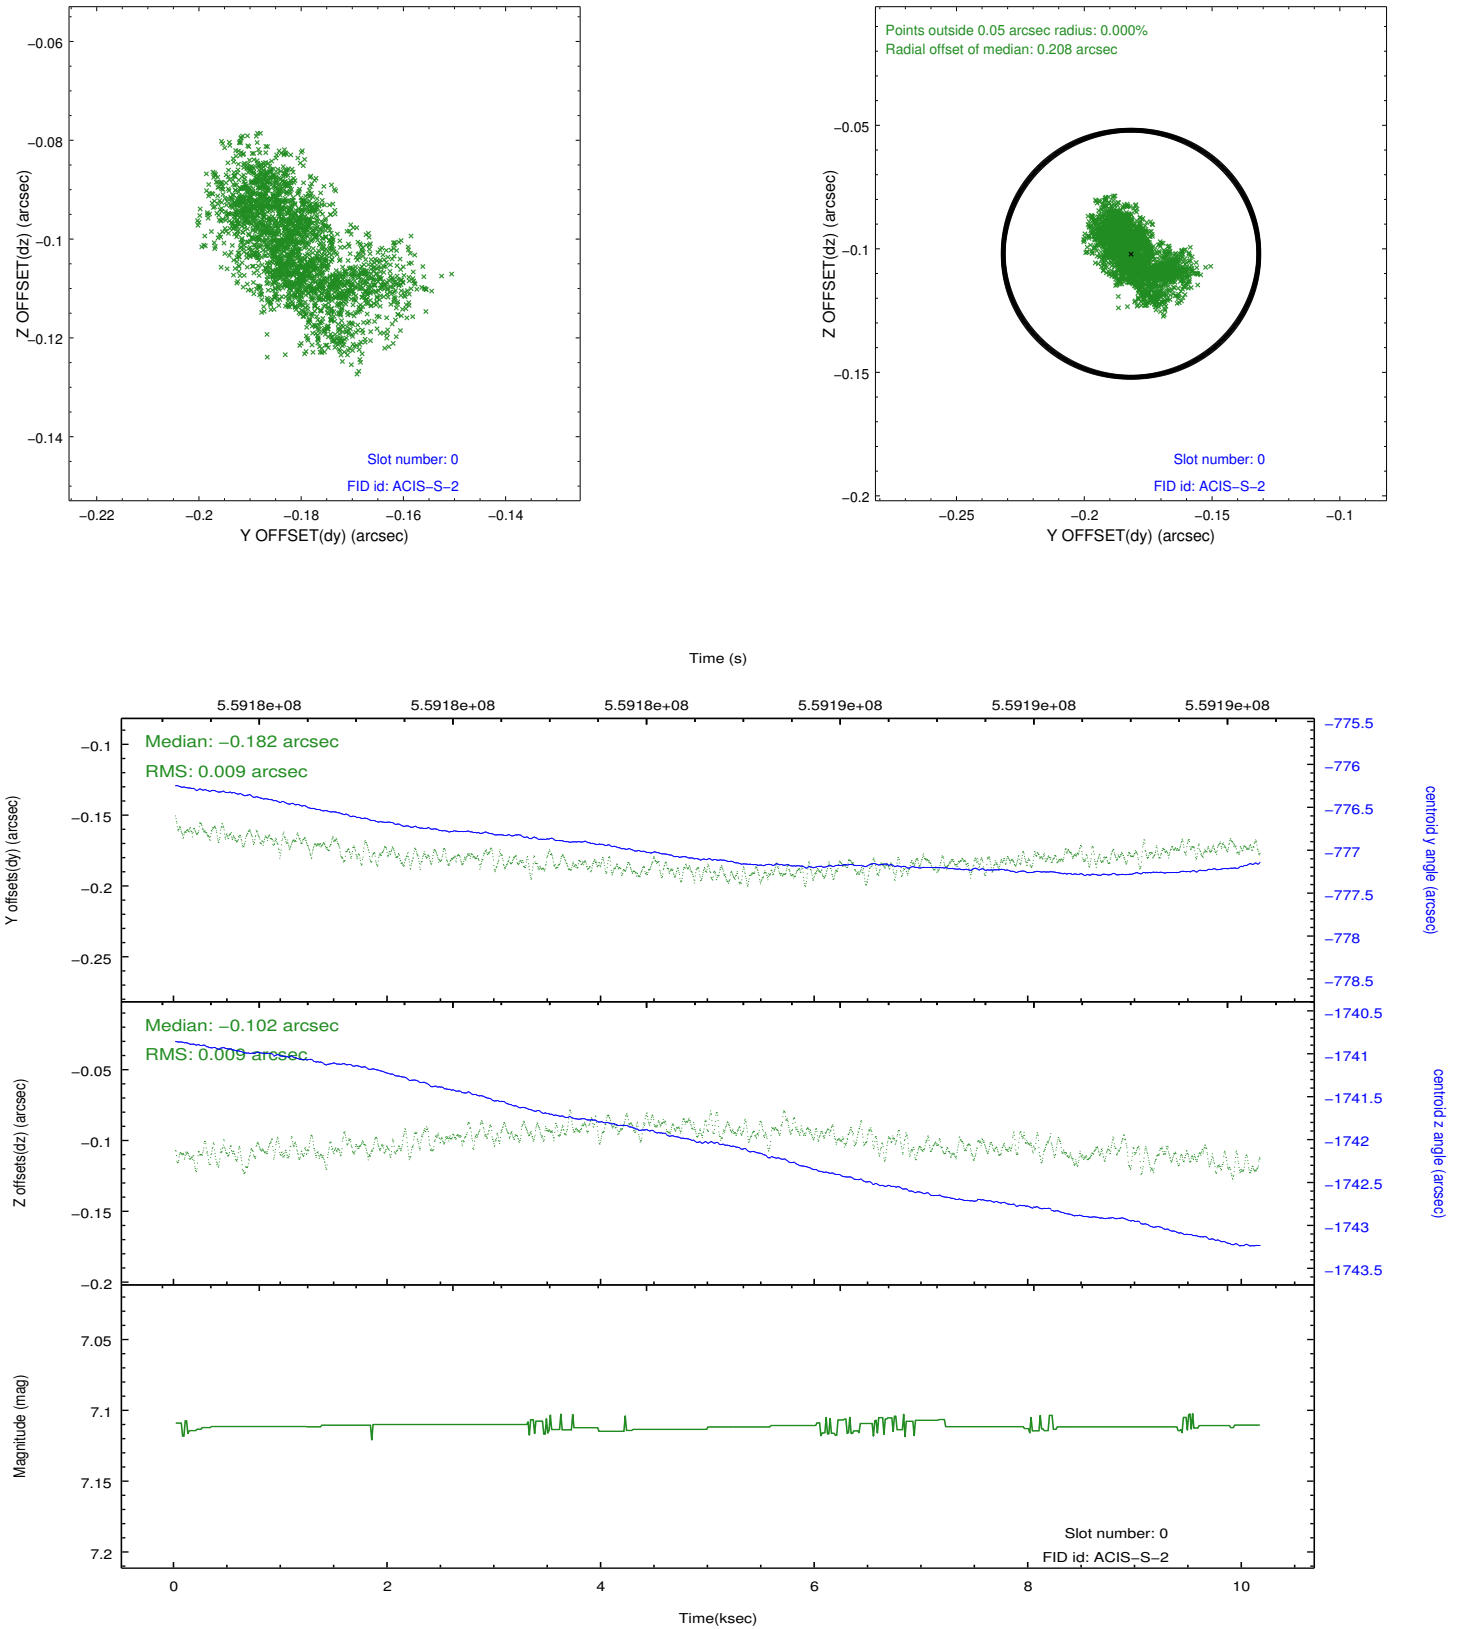 −0.06
−0.08
−0.1
−0.12
−0.14
Z OFFSET(dz) (arcsec)
Slot number: 0
FID id: ACIS−S−2
−0.22
−0.2
−0.18
−0.16
−0.14
Y OFFSET(dy) (arcsec)
Points outside 0.05 arcsec radius: 0.000%
Radial offset of median: 0.208 arcsec
−0.05
−0.1
−0.15
−0.2
Z OFFSET(dz) (arcsec)
Slot number: 0
FID id: ACIS−S−2
−0.25
−0.2
−0.15
−0.1
Y OFFSET(dy) (arcsec)
Time (s)
5.5918e+08
5.5918e+08
5.5918e+08
5.5919e+08
5.5919e+08
5.5919e+08
Median: −0.182 arcsec
RMS: 0.009 arcsec
−0.1
−0.15
−0.2
−0.25
Y offsets(dy) (arcsec)
−775.5
−776
−776.5
−777
−777.5
−778
−778.5
centroid y angle (arcsec)
Median: −0.102 arcsec
RMS: 0.009 arcsec
−0.05
−0.1
−0.15
−0.2
Z offsets(dz) (arcsec)
−1740.5
−1741
−1741.5
−1742
−1742.5
−1743
−1743.5
centroid z angle (arcsec)
7.05
7.1
7.15
7.2
Magnitude (mag)
Slot number: 0
FID id: ACIS−S−2
0
2
4
6
8
10
Time(ksec)